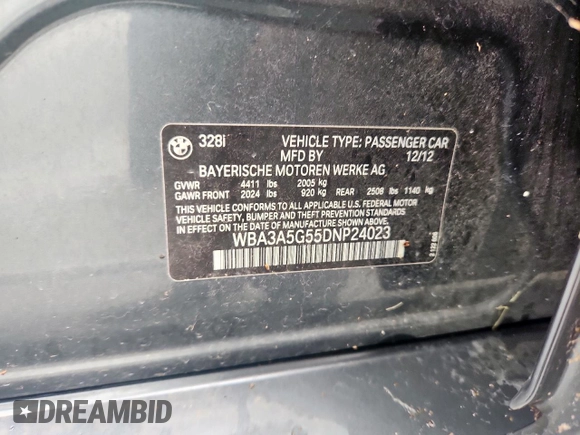 328i VEHICLE TYPE: PASSENGER CAR
MFD BY 12/12
BAYERISCHE MOTOREN WERKE AG
GVWR 4411 lbs 2005 kg
GAWR FRONT 2024 lbs 920 kg REAR 2508 lbs 1140 kg
THIS VEHICLE CONFORMS TO ALL APPLICABLE U.S. FEDERAL MOTOR
VEHICLE SAFETY, BUMPER AND THEFT PREVENTION STANDARDS
IN EFFECT ON THE DATE OF MANUFACTURE SHOWN ABOVE.
WBA3A5G55DNP24023
#DREAMBID